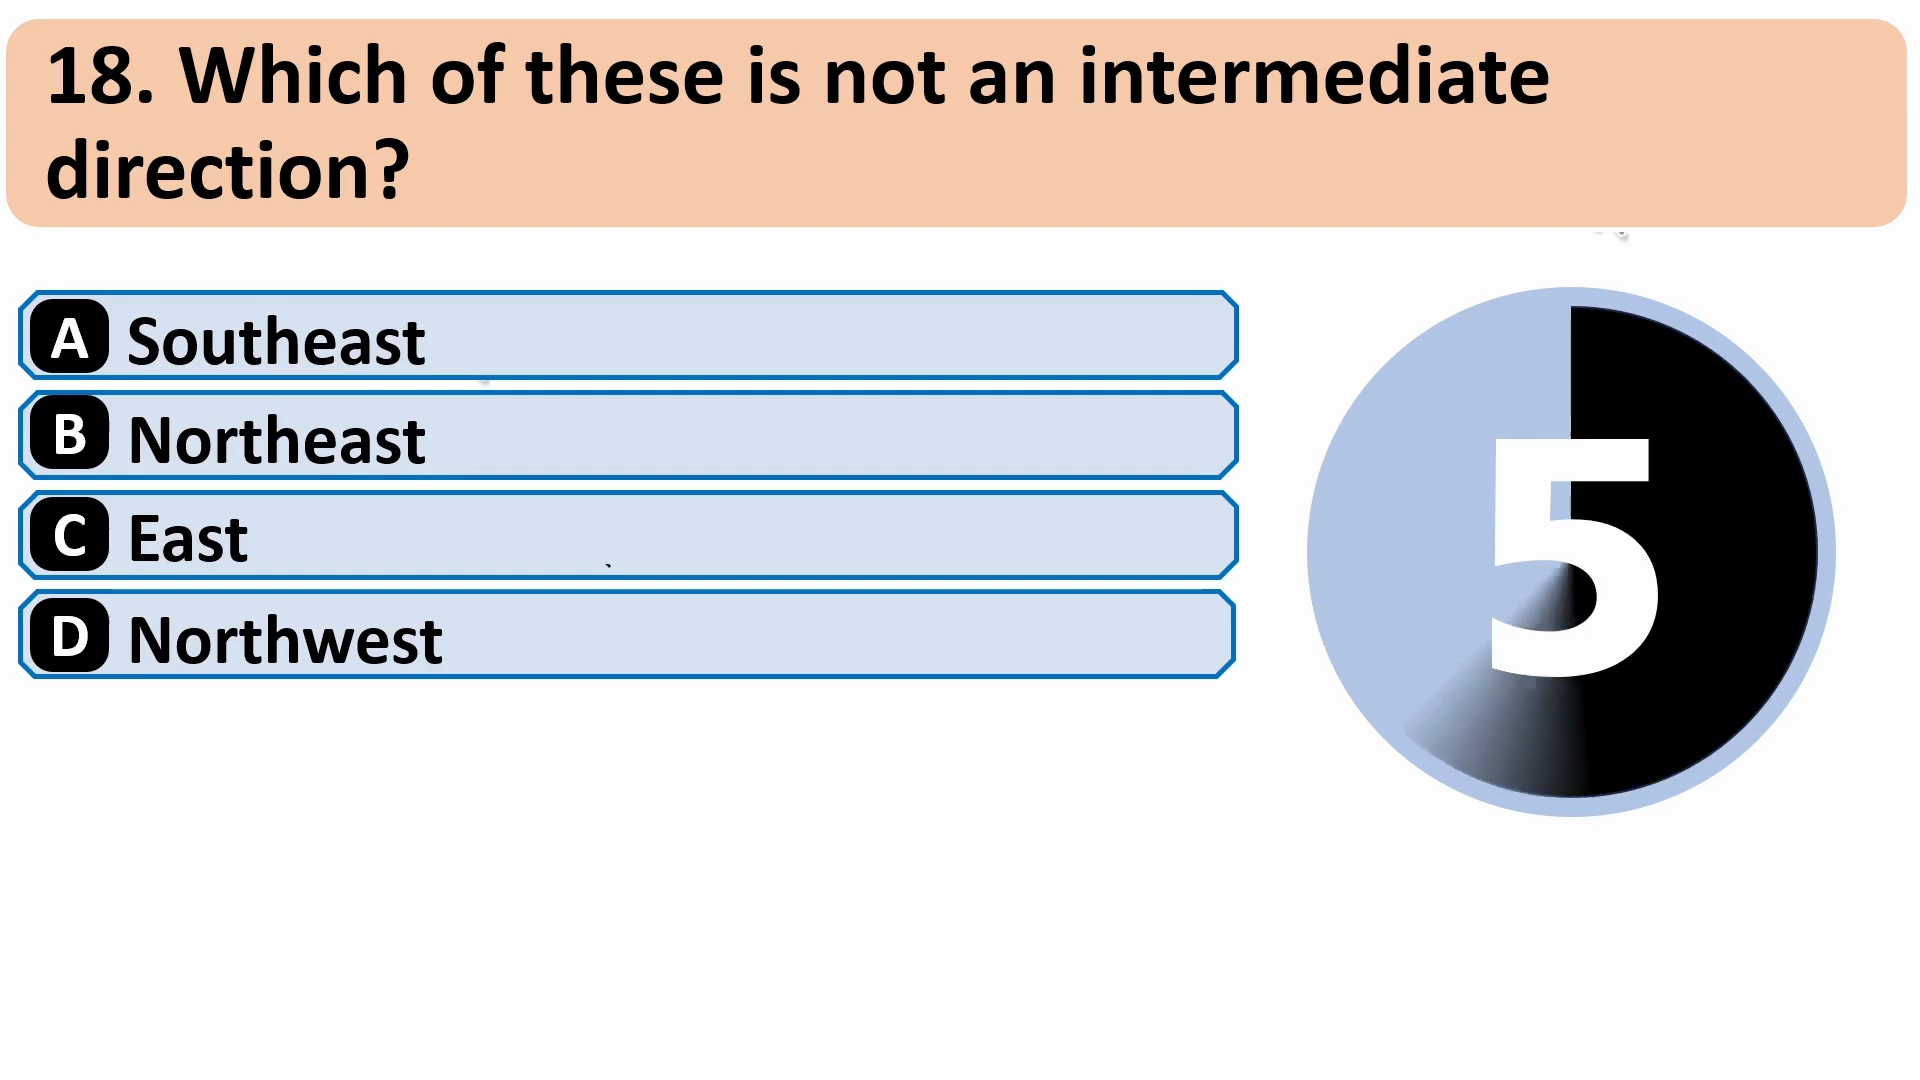 18. Which of these is not an intermediate
direction?
A Southeast
B Northeast
C East
D Northwest
5